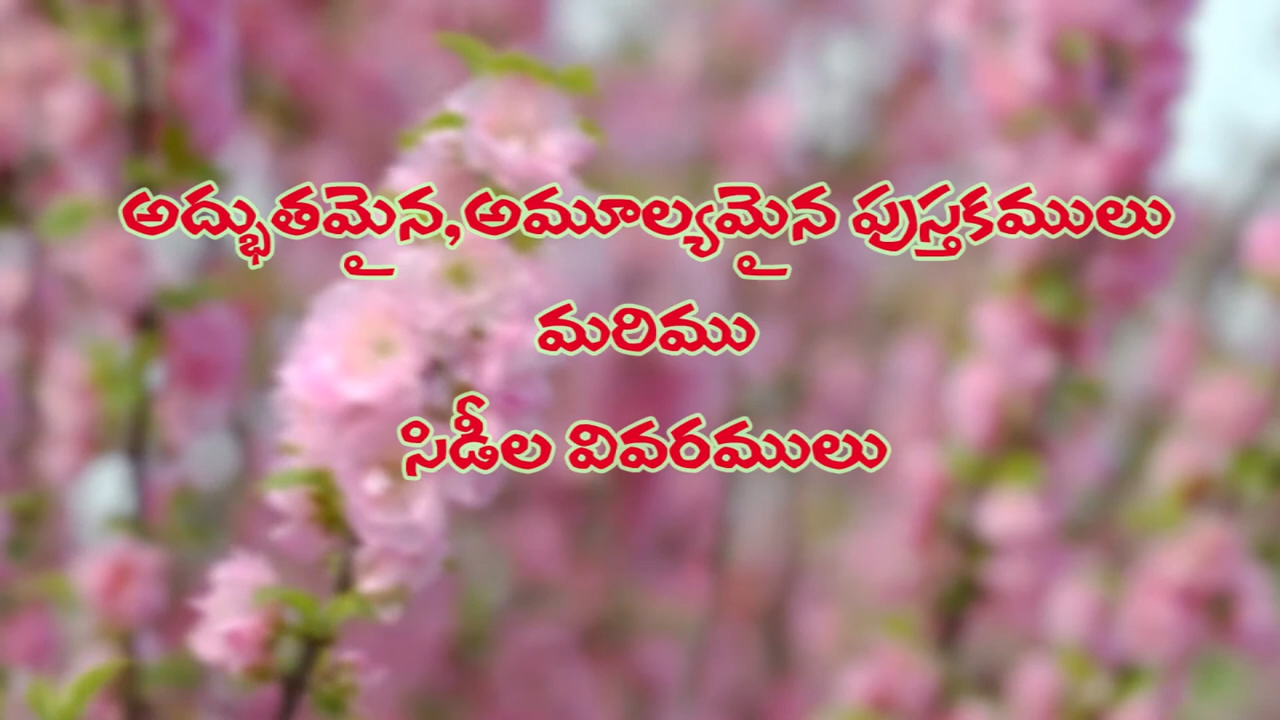 అద్భుతమైన,అమూల్యమైన పుస్తకములు
మరిము
సిడీల వివరములు